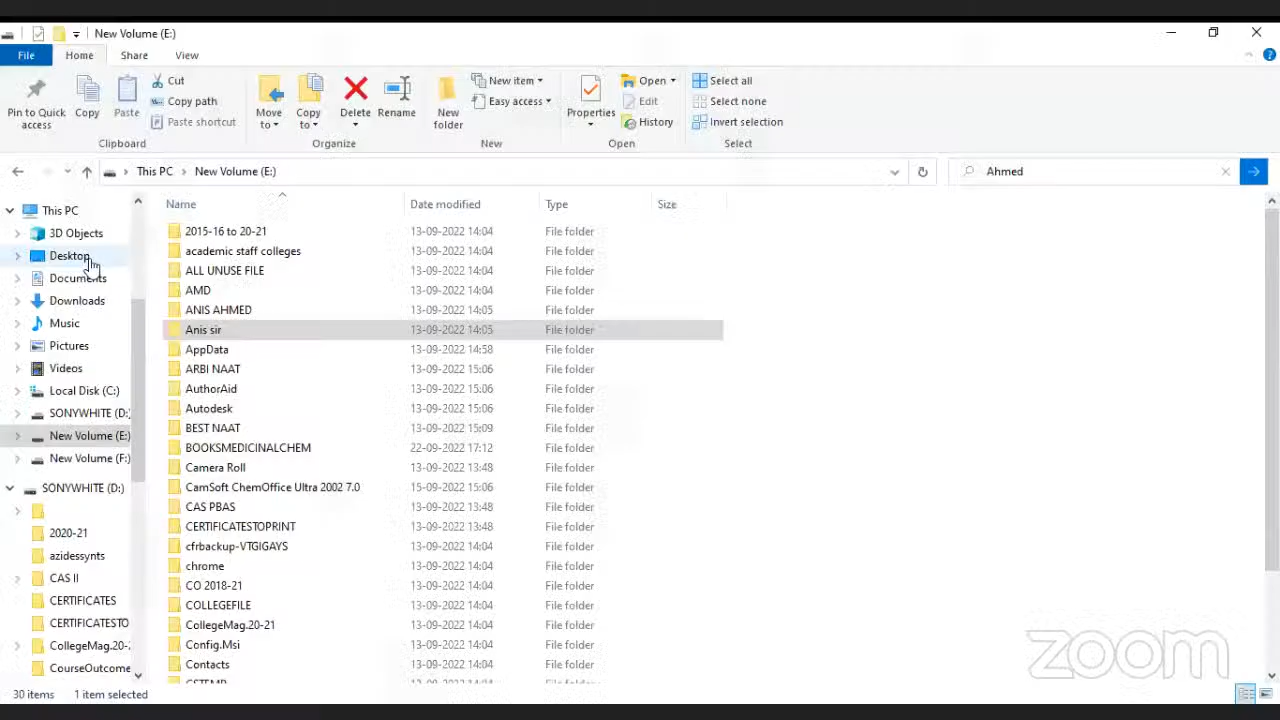 New Volume (E:)
File Home Share View
Pin to Quick access
Copy
Paste
Cut
Copy path
Paste shortcut
Clipboard
Move to
Copy to
Delete
Rename
Organize
New folder
New item
Easy access
New
Properties
Open
Edit
History
Open
Select all
Select none
Invert selection
Select
This PC New Volume (E:)
Ahmed
This PC
3D Objects
Desktop
Documents
Downloads
Music
Pictures
Videos
Local Disk (C:)
SONYWHITE (D:
New Volume (E:)
New Volume (F:)
SONYWHITE (D:)
2020-21
azidessynts
CAS II
CERTIFICATES
CERTIFICATESTO
CollegeMag.20-2
CourseOutcome
Name Date modified Type Size
2015-16 to 20-21 13-09-2022 14:04 File folder
academic staff colleges 13-09-2022 14:04 File folder
ALL UNUSE FILE 13-09-2022 14:04 File folder
AMD 13-09-2022 14:04 File folder
ANIS AHMED 13-09-2022 14:05 File folder
Anis sir 13-09-2022 14:05 File folder
AppData 13-09-2022 14:58 File folder
ARBI NAAT 13-09-2022 15:06 File folder
AuthorAid 13-09-2022 15:06 File folder
Autodesk 13-09-2022 15:06 File folder
BEST NAAT 13-09-2022 15:09 File folder
BOOKSMEDICINALCHEM 22-09-2022 17:12 File folder
Camera Roll 13-09-2022 13:48 File folder
CamSoft ChemOffice Ultra 2002 7.0 15-09-2022 15:06 File folder
CAS PBAS 13-09-2022 13:48 File folder
CERTIFICATESTOPRINT 13-09-2022 13:48 File folder
cfrbackup-VTGIGAYS 13-09-2022 14:04 File folder
chrome 13-09-2022 14:04 File folder
CO 2018-21 13-09-2022 14:04 File folder
COLLEGEFILE 13-09-2022 14:04 File folder
CollegeMag.20-21 13-09-2022 14:04 File folder
Config.Msi 13-09-2022 14:04 File folder
Contacts 13-09-2022 14:04 File folder
30 items 1 item selected
zoom